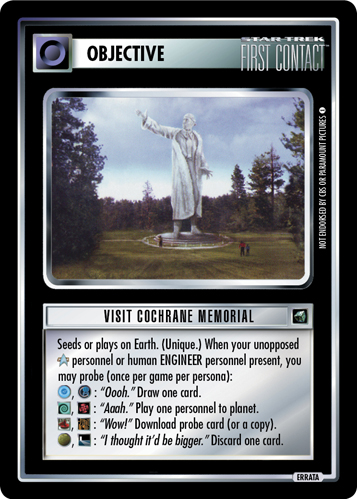 OBJECTIVE
STAR TREK
FIRST CONTACT™
NOT ENDORSED BY CBS OR PARAMOUNT PICTURES
VISIT COCHRANE MEMORIAL
Seeds or plays on Earth. (Unique.) When your unopposed
personnel or human ENGINEER personnel present, you
may probe (once per game per persona):
: “Oooh.” Draw one card.
: “Aaah.” Play one personnel to planet.
: “Wow!” Download probe card (or a copy).
: “I thought it’d be bigger.” Discard one card.
ERRATA